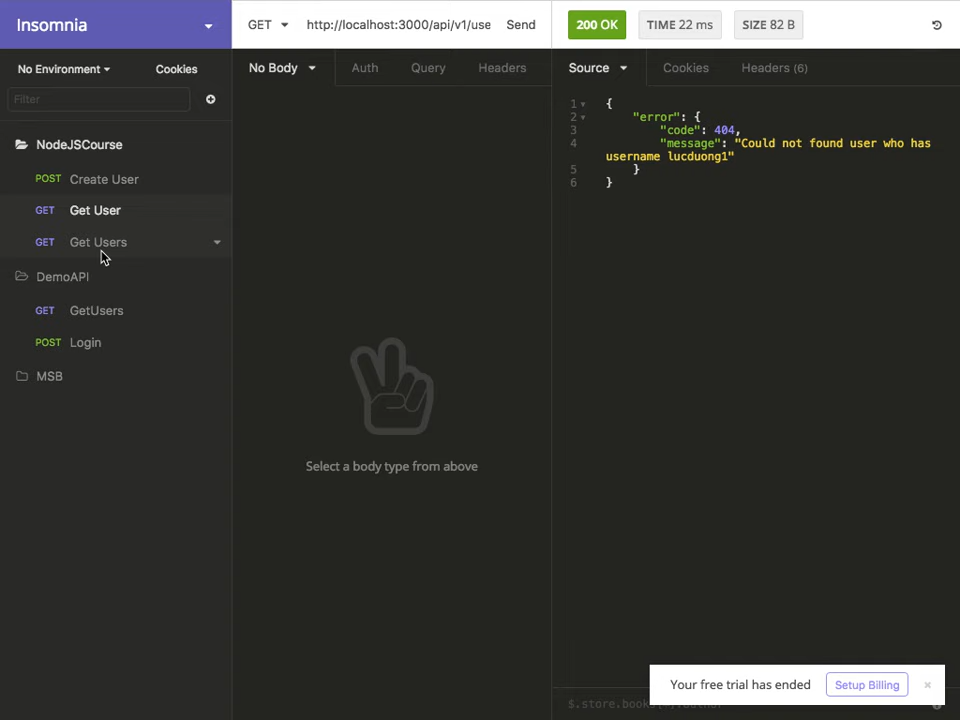 Insomnia
GET
http://localhost:3000/api/v1/use
Send
200 OK
TIME 22 ms
SIZE 82 B
No Environment
Cookies
No Body
Auth
Query
Headers
Source
Cookies
Headers (6)
Filter
NodeJSCourse
POST Create User
GET Get User
GET Get Users
DemoAPI
GET GetUsers
POST Login
MSB
1 {
2 "error": {
3 "code": 404,
4 "message": "Could not found user who has
username lucduong1"
5 }
6 }
Select a body type from above
Your free trial has ended
Setup Billing
×